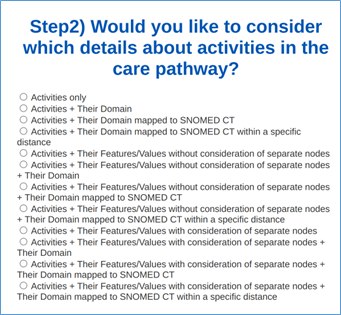 Step2) Would you like to consider
which details about activities in the
care pathway?
Activities only
Activities + Their Domain
Activities + Their Domain mapped to SNOMED CT
Activities + Their Domain mapped to SNOMED CT within a specific
distance
Activities + Their Features/Values without consideration of separate nodes
Activities + Their Features/Values without consideration of separate nodes
+ Their Domain
Activities + Their Features/Values without consideration of separate nodes
+ Their Domain mapped to SNOMED CT
Activities + Their Features/Values without consideration of separate nodes
+ Their Domain mapped to SNOMED CT within a specific distance
Activities + Their Features/Values with consideration of separate nodes
Activities + Their Features/Values with consideration of separate nodes +
Their Domain
Activities + Their Features/Values with consideration of separate nodes +
Their Domain mapped to SNOMED CT
Activities + Their Features/Values with consideration of separate nodes +
Their Domain mapped to SNOMED CT within a specific distance